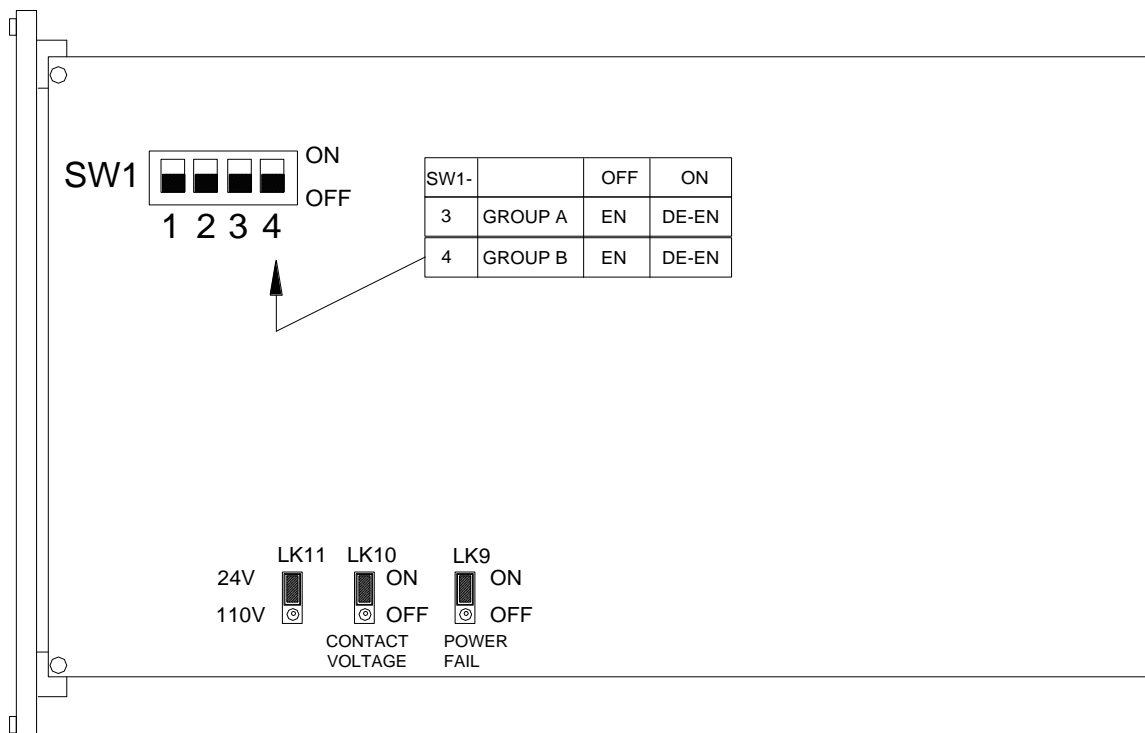 SW1
ON
OFF
1 2 3 4
SW1- OFF ON
3 GROUP A EN DE-EN
4 GROUP B EN DE-EN
LK11 LK10 LK9
24V ON ON
110V OFF OFF
CONTACT POWER
VOLTAGE FAIL